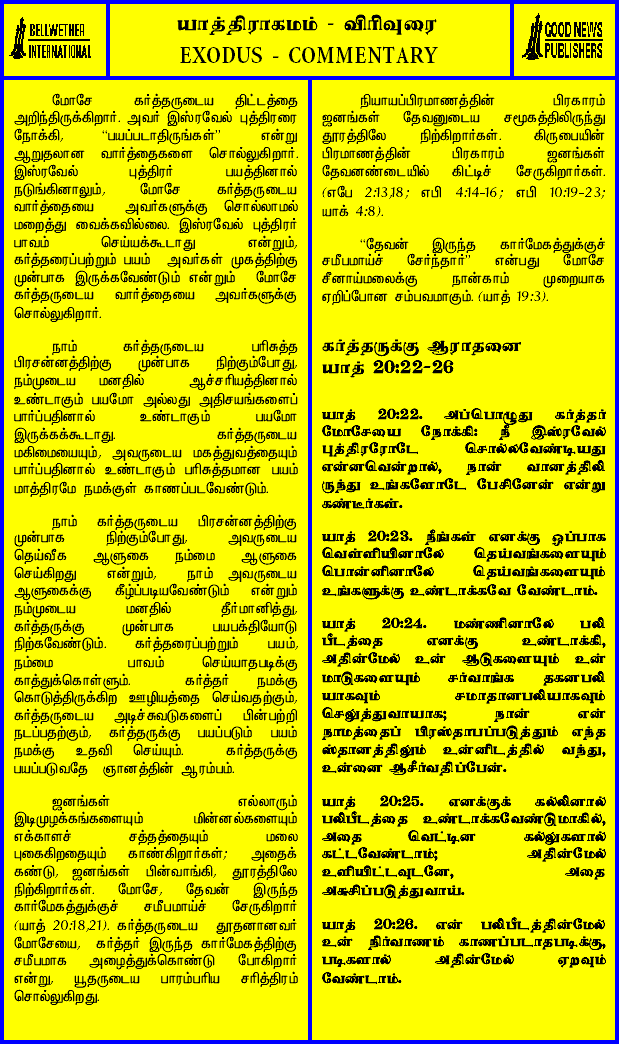 BELLWETHER
INTERNATIONAL
யாத்திராகமம் - விரிவுரை
EXODUS - COMMENTARY
GOOD NEWS
PUBLISHERS
மோசே கர்த்தருடைய திட்டத்தை
அறிந்திருக்கிறார். அவர் இஸ்ரவேல் புத்திரரை
நோக்கி, “பயப்படாதிருங்கள்” என்று
ஆறுதலான வார்த்தைகளை சொல்லுகிறார்.
இஸ்ரவேல் புத்திரர் பயத்தினால்
நடுங்கினாலும், மோசே கர்த்தருடைய
வார்த்தையை அவர்களுக்கு சொல்லாமல்
மறைத்து வைக்கவில்லை. இஸ்ரவேல் புத்திரர்
பாவம் செய்யக்கூடாது என்றும்,
கர்த்தரைப்பற்றும் பயம் அவர்கள் முகத்திற்கு
முன்பாக இருக்கவேண்டும் என்றும் மோசே
கர்த்தருடைய வார்த்தையை அவர்களுக்கு
சொல்லுகிறார்.
நாம் கர்த்தருடைய பரிசுத்த
பிரசன்னத்திற்கு முன்பாக நிற்கும்போது,
நம்முடைய மனதில் ஆச்சரியத்தினால்
உண்டாகும் பயமோ அல்லது அதிசயங்களைப்
பார்ப்பதினால் உண்டாகும் பயமோ
இருக்கக்கூடாது. கர்த்தருடைய
மகிமையையும், அவருடைய மகத்துவத்தையும்
பார்ப்பதினால் உண்டாகும் பரிசுத்தமான பயம்
மாத்திரமே நமக்குள் காணப்படவேண்டும்.
நாம் கர்த்தருடைய பிரசன்னத்திற்கு
முன்பாக நிற்கும்போது, அவருடைய
தெய்வீக ஆளுகை நம்மை ஆளுகை
செய்கிறது என்றும், நாம் அவருடைய
ஆளுகைக்கு கீழ்ப்படியவேண்டும் என்றும்
நம்முடைய மனதில் தீர்மானித்து,
கர்த்தருக்கு முன்பாக பயபக்தியோடு
நிற்கவேண்டும். கர்த்தரைப்பற்றும் பயம்,
நம்மை பாவம் செய்யாதபடிக்கு
காத்துக்கொள்ளும். கர்த்தர் நமக்கு
கொடுத்திருக்கிற ஊழியத்தை செய்வதற்கும்,
கர்த்தருடைய அடிச்சுவடுகளைப் பின்பற்றி
நடப்பதற்கும், கர்த்தருக்கு பயப்படும் பயம்
நமக்கு உதவி செய்யும். கர்த்தருக்கு
பயப்படுவதே ஞானத்தின் ஆரம்பம்.
ஜனங்கள் எல்லாரும்
இடிமுழக்கங்களையும் மின்னல்களையும்
எக்காளச் சத்தத்தையும் மலை
புகைகிறதையும் காண்கிறார்கள்; அதைக்
கண்டு, ஜனங்கள் பின்வாங்கி, தூரத்திலே
நிற்கிறார்கள். மோசே, தேவன் இருந்த
கார்மேகத்துக்குச் சமீபமாய்ச் சேருகிறார்
(யாத் 20:18,21). கர்த்தருடைய தூதனானவர்
மோசேயை, கர்த்தர் இருந்த கார்மேகத்திற்கு
சமீபமாக அழைத்துக்கொண்டு போகிறார்
என்று, யூதருடைய பாரம்பரிய சரித்திரம்
சொல்லுகிறது.
நியாயப்பிரமாணத்தின் பிரகாரம்
ஜனங்கள் தேவனுடைய சமூகத்திலிருந்து
தூரத்திலே நிற்கிறார்கள். கிருபையின்
பிரமாணத்தின் பிரகாரம் ஜனங்கள்
தேவனண்டையில் கிட்டிச் சேருகிறார்கள்.
(எபே 2:13,18; எபி 4:14-16; எபி 10:19-23;
யாக் 4:8).
“தேவன் இருந்த கார்மேகத்துக்குச்
சமீபமாய்ச் சேர்ந்தார்” என்பது மோசே
சீனாய்மலைக்கு நான்காம் முறையாக
ஏறிப்போன சம்பவமாகும். (யாத் 19:3).
கர்த்தருக்கு ஆராதனை
யாத் 20:22-26
யாத் 20:22. அப்பொழுது கர்த்தர்
மோசேயை நோக்கி: நீ இஸ்ரவேல்
புத்திரரோடே சொல்லவேண்டியது
என்னவென்றால், நான் வானத்திலி
ருந்து உங்களோடே பேசினேன் என்று
கண்டீர்கள்.
யாத் 20:23. நீங்கள் எனக்கு ஒப்பாக
வெள்ளியினாலே தெய்வங்களையும்
பொன்னினாலே தெய்வங்களையும்
உங்களுக்கு உண்டாக்கவே வேண்டாம்.
யாத் 20:24. மண்ணினாலே பலி
பீடத்தை எனக்கு உண்டாக்கி,
அதின்மேல் உன் ஆடுகளையும் உன்
மாடுகளையும் சர்வாங்க தகனபலி
யாகவும் சமாதானபலியாகவும்
செலுத்துவாயாக; நான் என்
நாமத்தைப் பிரஸ்தாபப்படுத்தும் எந்த
ஸ்தானத்திலும் உன்னிடத்தில் வந்து,
உன்னை ஆசீர்வதிப்பேன்.
யாத் 20:25. எனக்குக் கல்லினால்
பலிபீடத்தை உண்டாக்கவேண்டுமாகில்,
அதை வெட்டின கல்லுகளால்
கட்டவேண்டாம்; அதின்மேல்
உளியிட்டவுடனே, அதை
அசுசிப்படுத்துவாய்.
யாத் 20:26. என் பலிபீடத்தின்மேல்
உன் நிர்வாணம் காணப்படாதபடிக்கு,
படிகளால் அதின்மேல் ஏறவும்
வேண்டாம்.